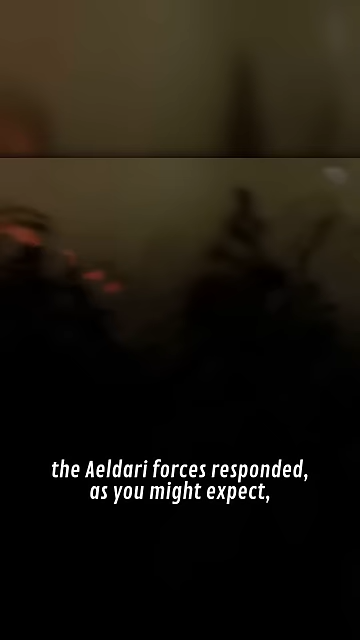 the Aeldari forces responded,
as you might expect,